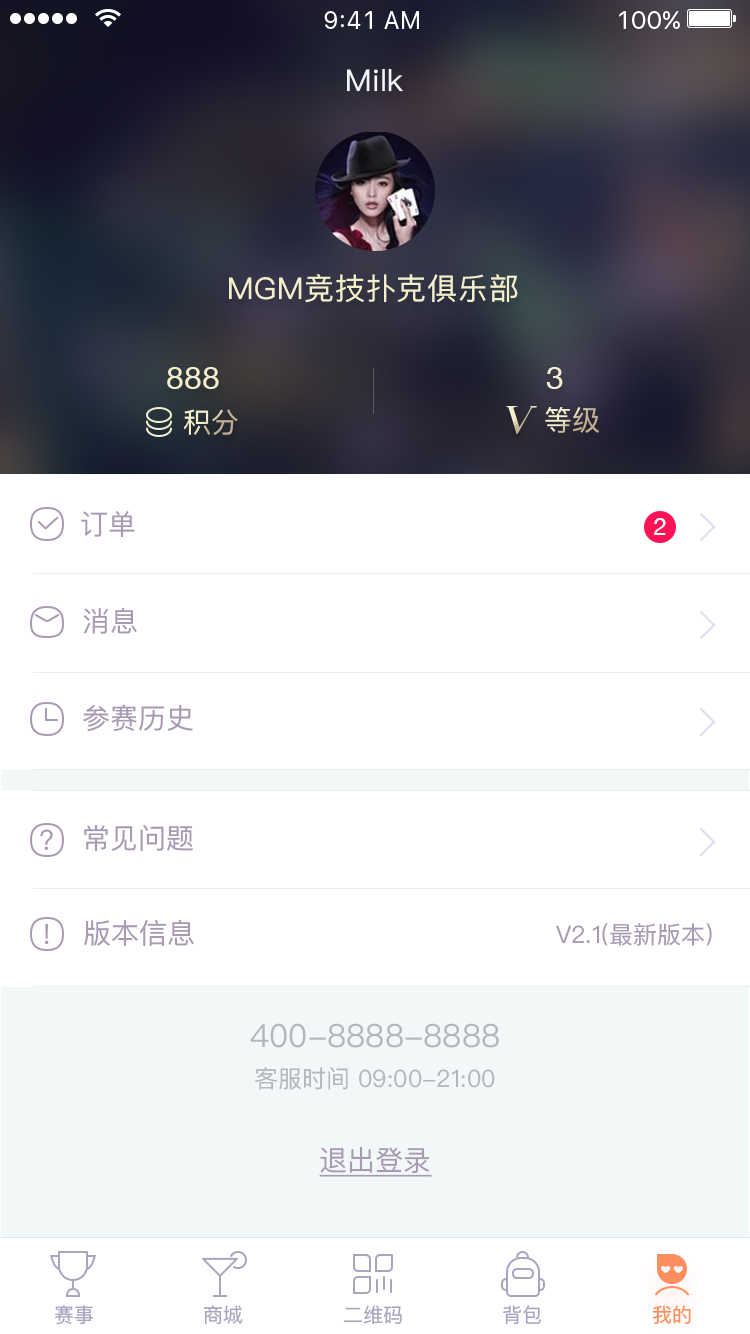 9:41 AM 100%
Milk
MGM竞技扑克俱乐部
888
积分
3
V 等级
订单 2
消息
参赛历史
常见问题
版本信息 V2.1(最新版本)
400-8888-8888
客服时间 09:00-21:00
退出登录
赛事 商城 二维码 背包 我的